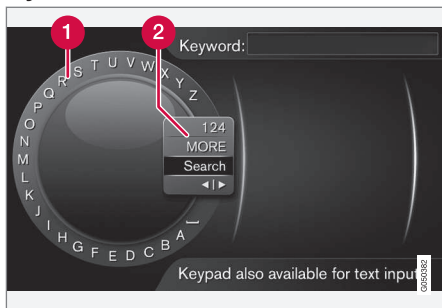 1
2
Keyword:
A B C D E F G H I J K L M N O P Q R S T U V W X Y Z
124
MORE
Search
◄|►
Keypad also available for text input
G050382